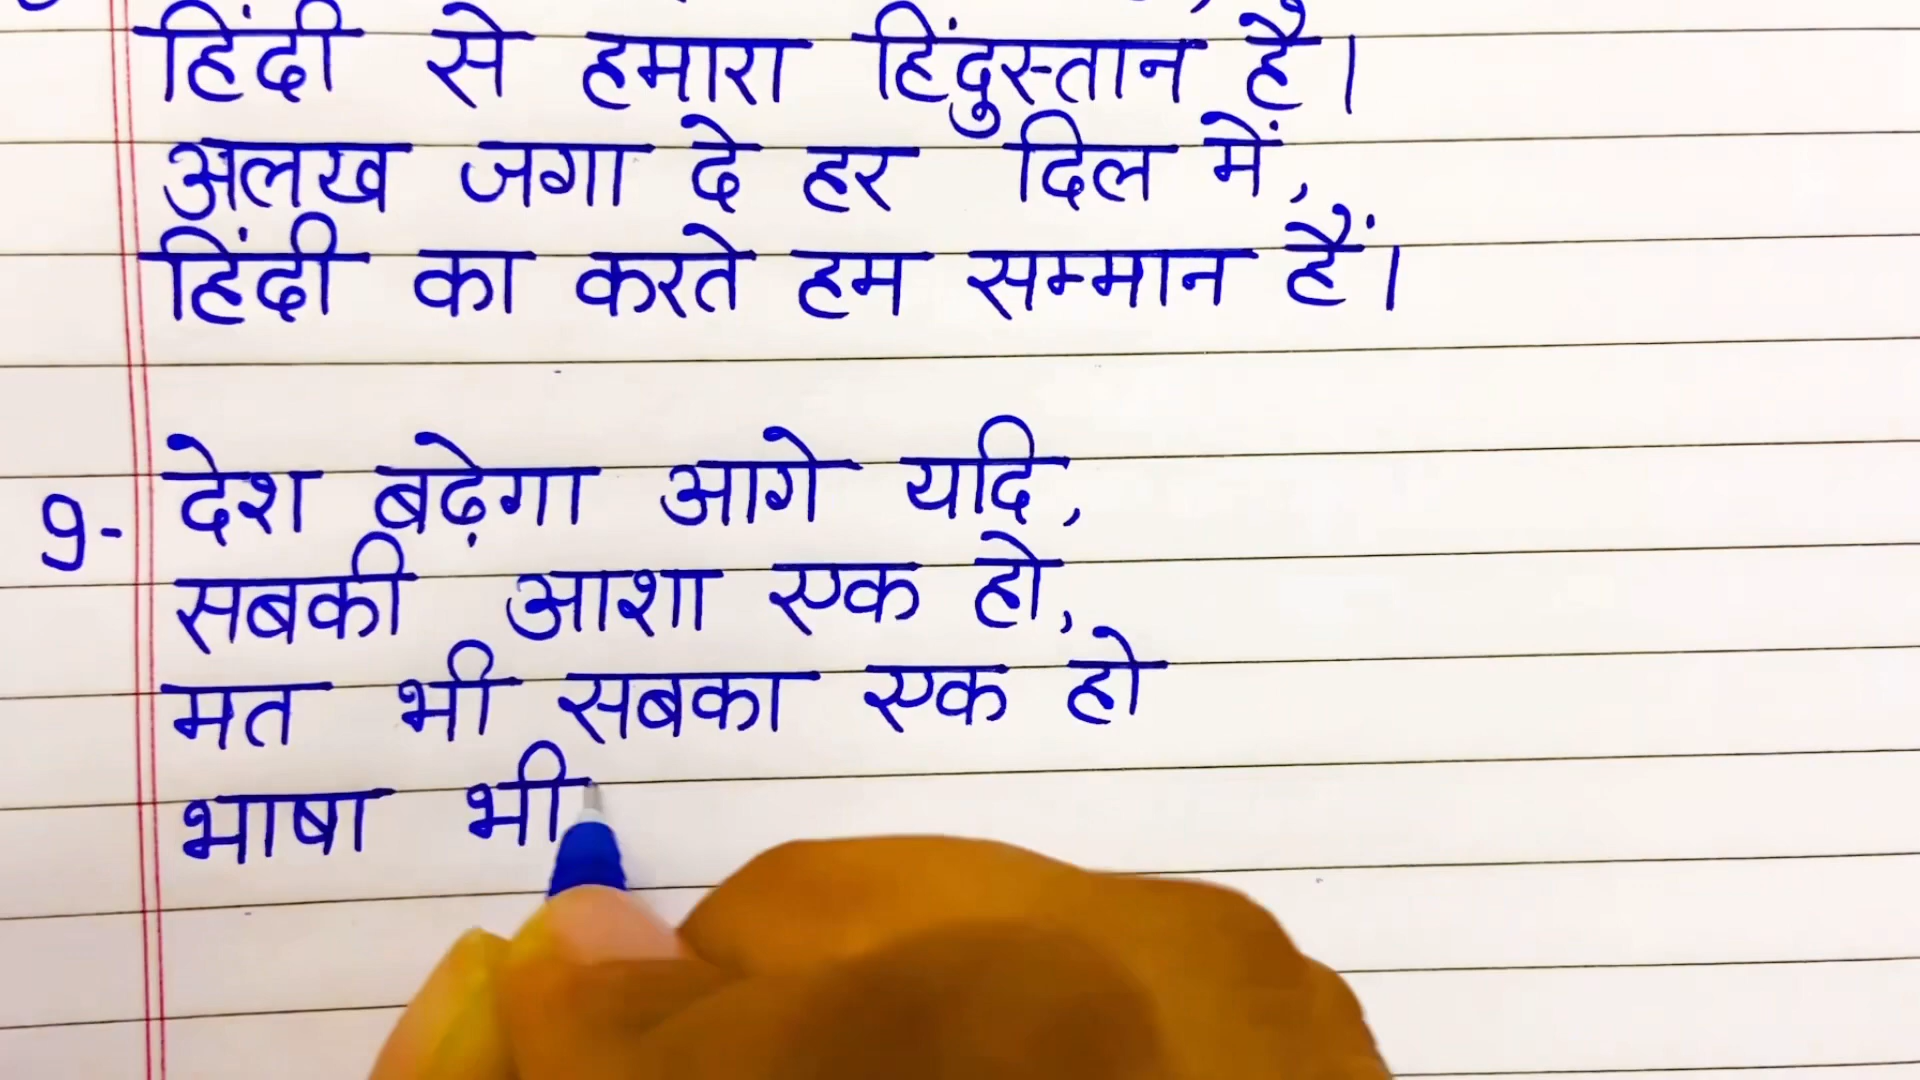 हिंदी से हमारा हिंदुस्तान है।
अलख जगा दे हर दिल में,
हिंदी का करते हम सम्मान हैं।
9- देश बढ़ेगा आगे यदि,
सबकी आशा एक हो,
मत भी सबका एक हो
भाषा भी